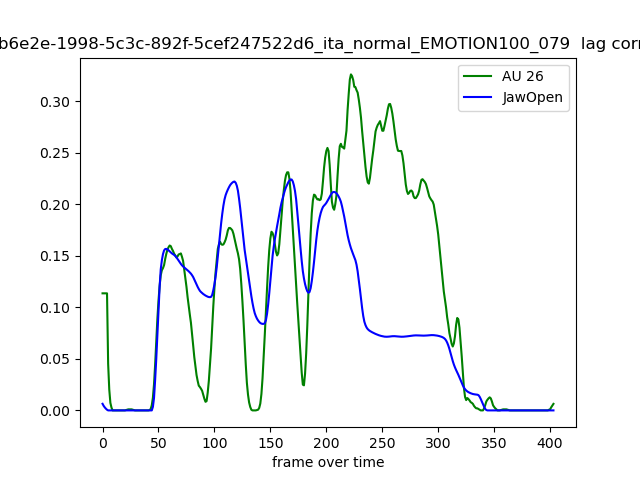 b6e2e-1998-5c3c-892f-5cef247522d6_ita_normal_EMOTION100_079 lag corr
AU 26
JawOpen
0.30
0.25
0.20
0.15
0.10
0.05
0.00
0 50 100 150 200 250 300 350 400
frame over time